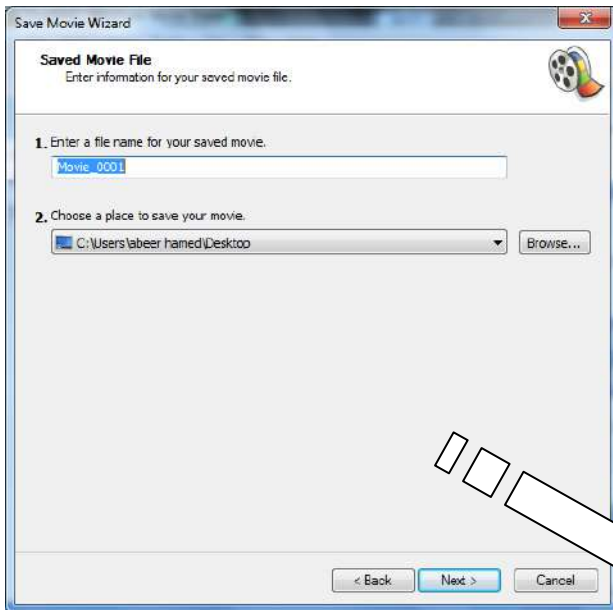 Save Movie Wizard
Saved Movie File
Enter information for your saved movie file.
1. Enter a file name for your saved movie.
Movie_0001
2. Choose a place to save your movie.
C:\Users\abeer hamed\Desktop
Browse...
< Back
Next >
Cancel